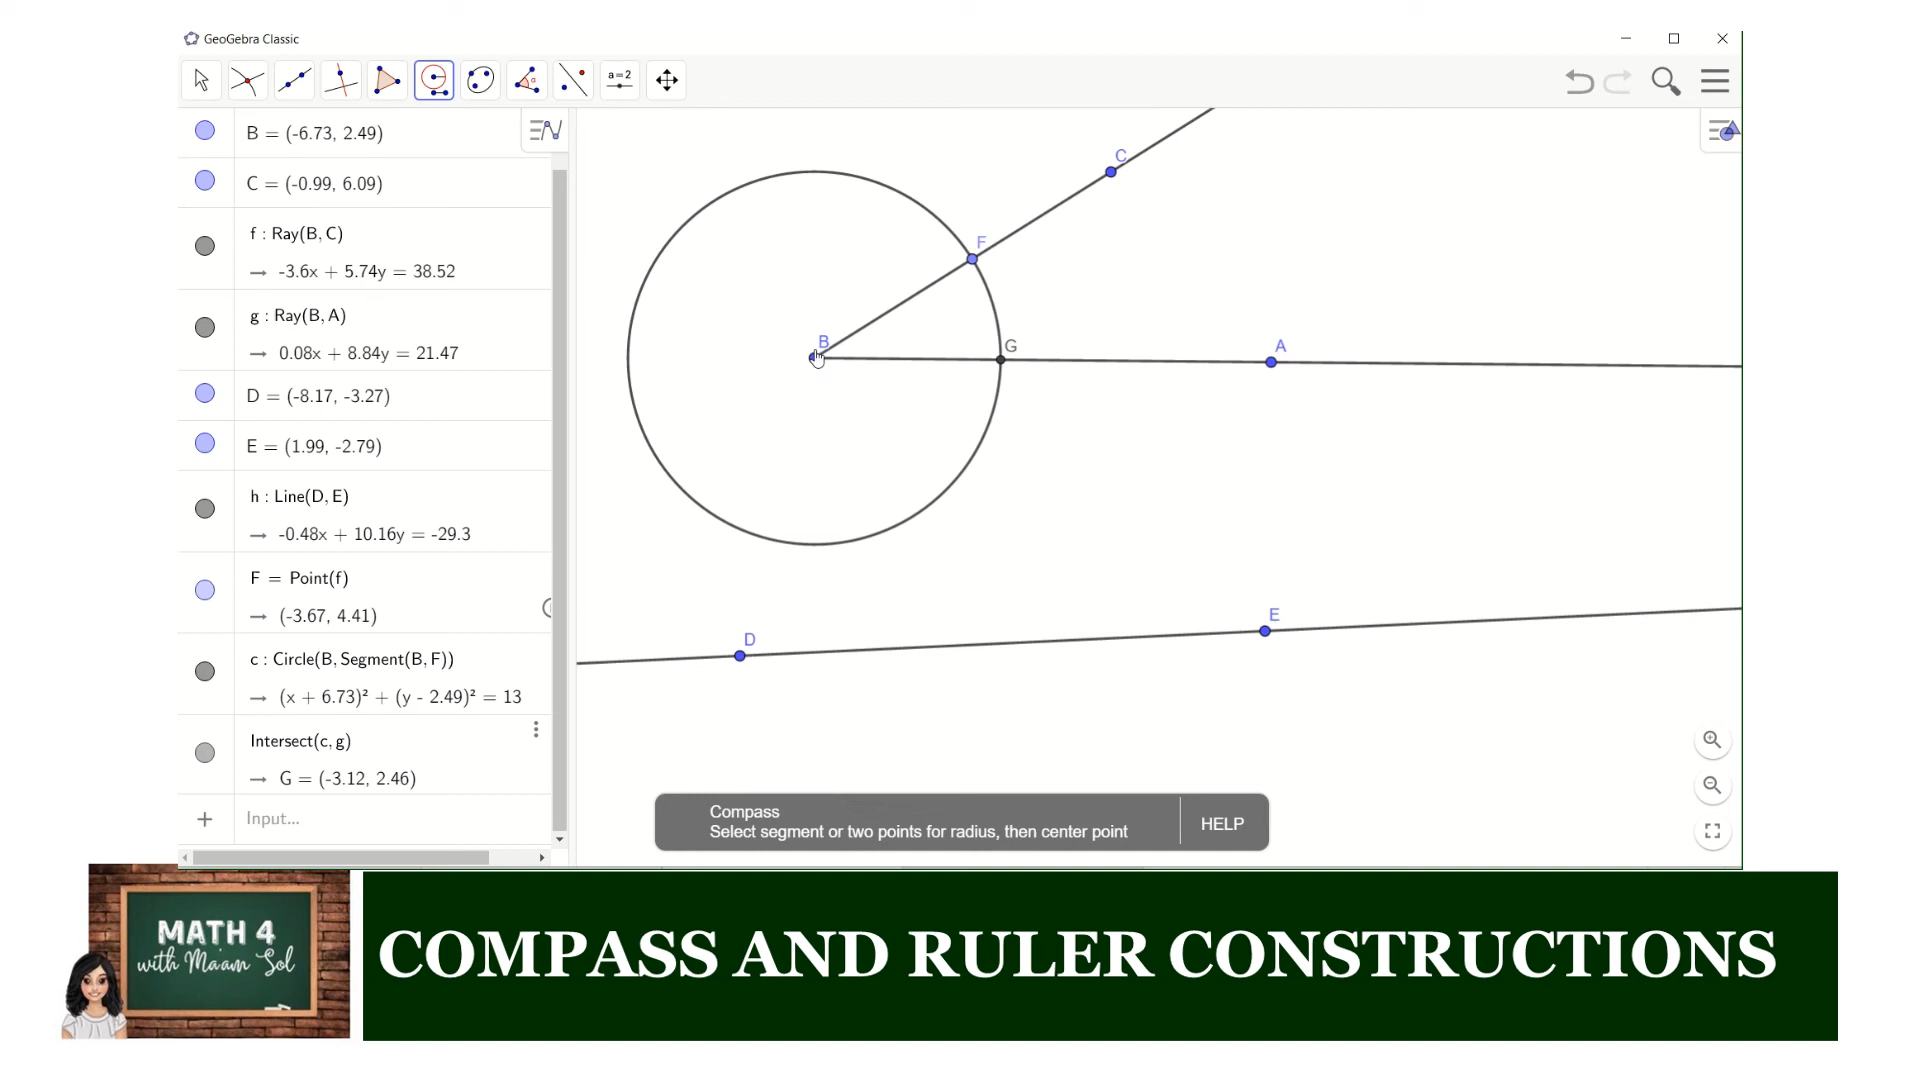 GeoGebra Classic
a=2
B = (-6.73, 2.49)
C = (-0.99, 6.09)
f : Ray(B, C)
→ -3.6x + 5.74y = 38.52
g : Ray(B, A)
→ 0.08x + 8.84y = 21.47
D = (-8.17, -3.27)
E = (1.99, -2.79)
h : Line(D, E)
→ -0.48x + 10.16y = -29.3
F = Point(f)
→ (-3.67, 4.41)
c : Circle(B, Segment(B, F))
→ (x + 6.73)² + (y - 2.49)² = 13
Intersect(c, g)
→ G = (-3.12, 2.46)
+ Input...
C
F
B
G
A
D
E
Compass
Select segment or two points for radius, then center point
HELP
MATH 4
with Ma'am Sol
COMPASS AND RULER CONSTRUCTIONS